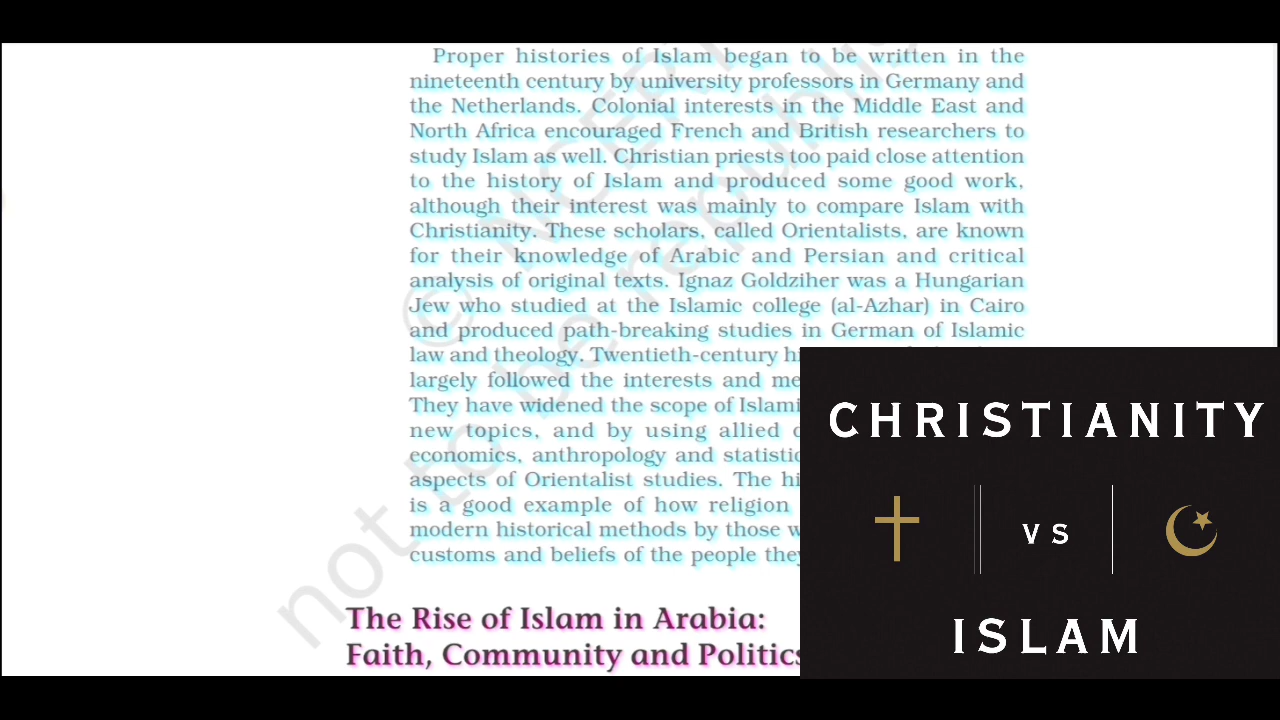 Proper histories of Islam began to be written in the
nineteenth century by university professors in Germany and
the Netherlands. Colonial interests in the Middle East and
North Africa encouraged French and British researchers to
study Islam as well. Christian priests too paid close attention
to the history of Islam and produced some good work,
although their interest was mainly to compare Islam with
Christianity. These scholars, called Orientalists, are known
for their knowledge of Arabic and Persian and critical
analysis of original texts. Ignaz Goldziher was a Hungarian
Jew who studied at the Islamic college (al-Azhar) in Cairo
and produced path-breaking studies in German of Islamic
law and theology. Twentieth-century
largely followed the interests and
They have widened the scope of
new topics, and by using allied
economics, anthropology and
aspects of Orientalist studies. The
is a good example of how religion
modern historical methods by those
customs and beliefs of the people
The Rise of Islam in Arabia:
Faith, Community and Politics
CHRISTIANITY
VS
ISLAM
© NCERT
not to be republis